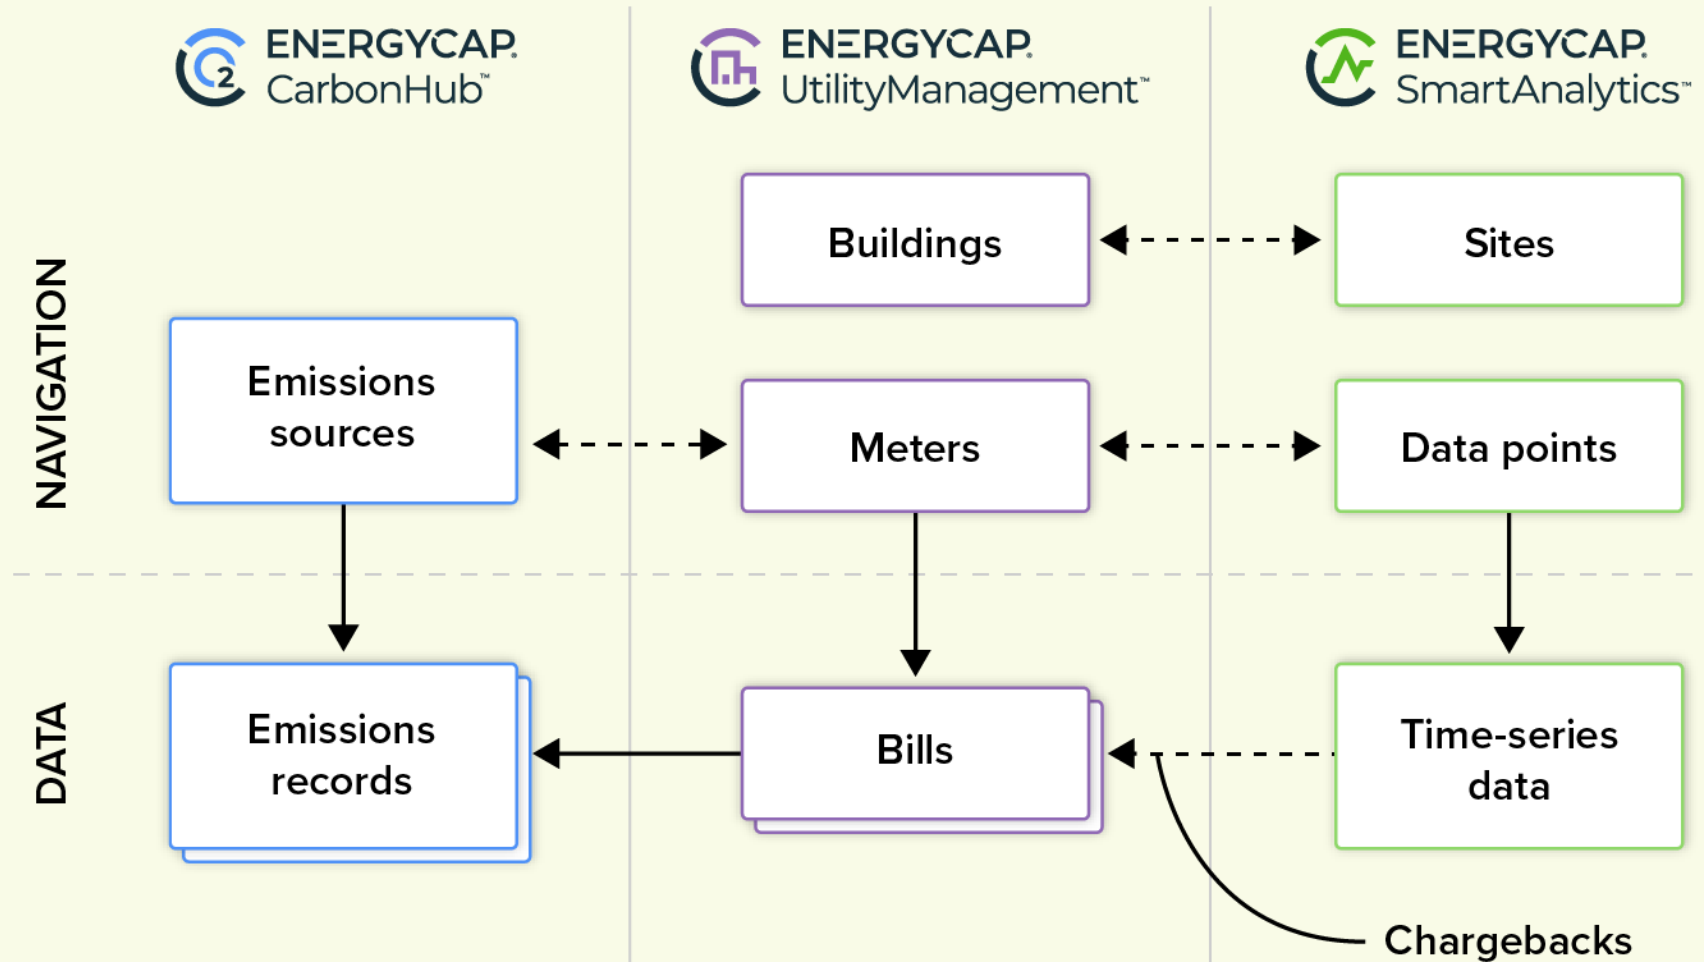 ENERGYCAP®
CarbonHub™
ENERGYCAP®
UtilityManagement™
ENERGYCAP®
SmartAnalytics™
NAVIGATION
Buildings
Sites
Emissions
sources
Meters
Data points
DATA
Emissions
records
Bills
Time-series
data
Chargebacks